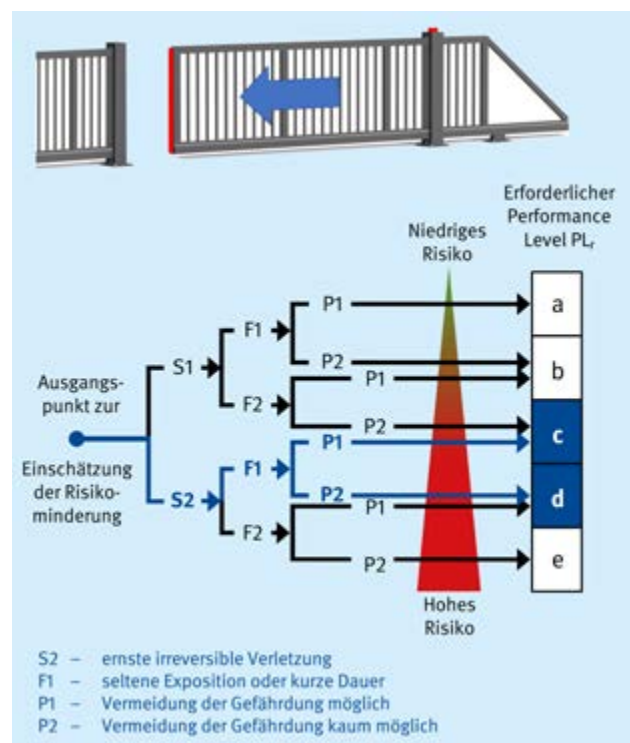 Erforderlicher
Performance
Level PLr
Niedriges
Risiko
a
b
c
d
e
P1
F1
P2
S1
P1
F2
P2
Ausgangs-
punkt zur
Einschätzung
der Risiko-
minderung
P1
F1
P2
S2
P1
F2
P2
Hohes
Risiko
S2 – ernste irreversible Verletzung
F1 – seltene Exposition oder kurze Dauer
P1 – Vermeidung der Gefährdung möglich
P2 – Vermeidung der Gefährdung kaum möglich